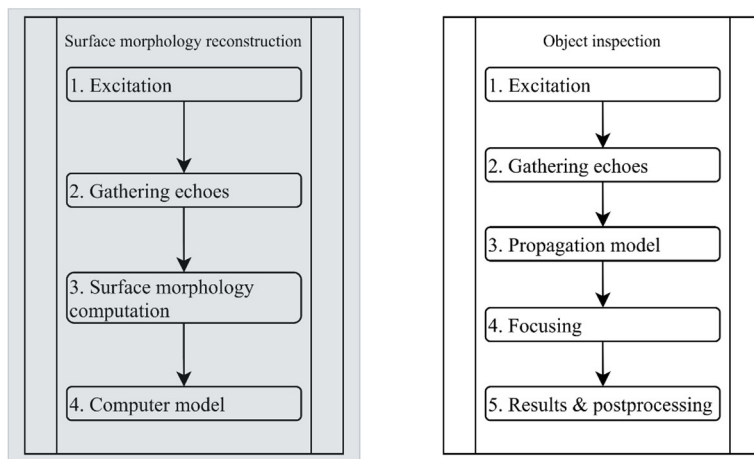 Surface morphology reconstruction
1. Excitation
2. Gathering echoes
3. Surface morphology
computation
4. Computer model
Object inspection
1. Excitation
2. Gathering echoes
3. Propagation model
4. Focusing
5. Results & postprocessing